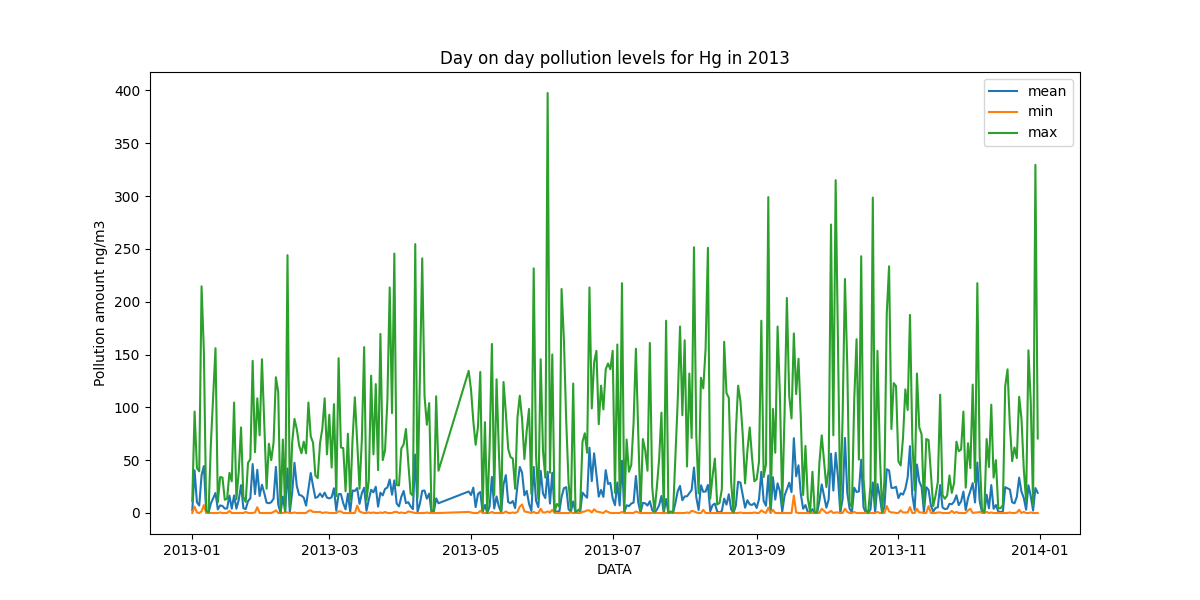 Day on day pollution levels for Hg in 2013
mean
min
max
Pollution amount ng/m3
400
350
300
250
200
150
100
50
0
2013-01
2013-03
2013-05
2013-07
2013-09
2013-11
2014-01
DATA